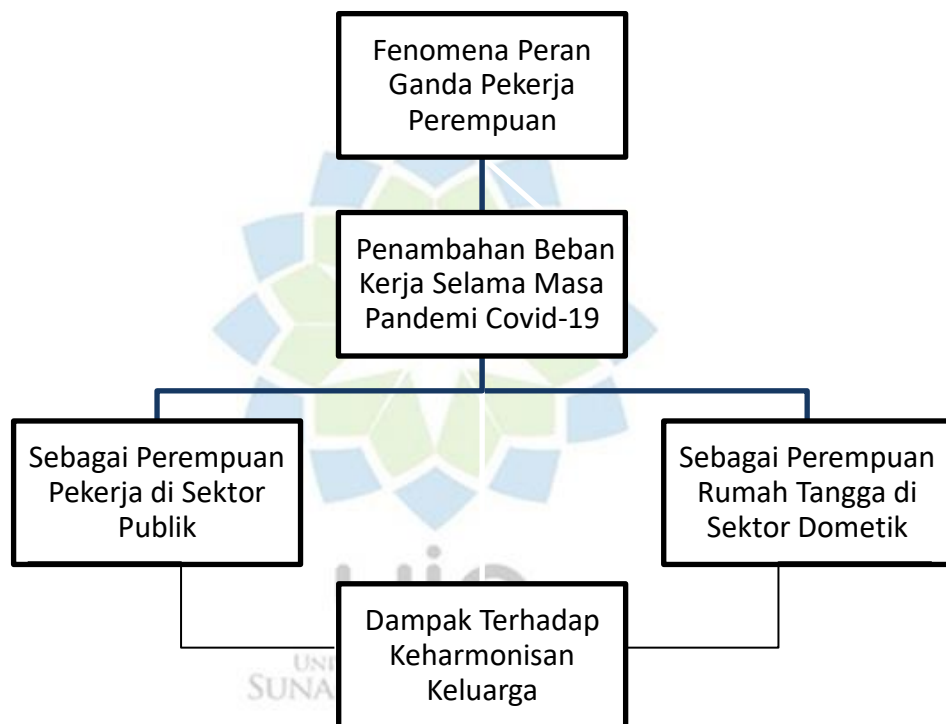 Fenomena Peran
Ganda Pekerja
Perempuan
Penambahan Beban
Kerja Selama Masa
Pandemi Covid-19
Sebagai Perempuan
Pekerja di Sektor
Publik
Sebagai Perempuan
Rumah Tangga di
Sektor Dometik
Dampak Terhadap
Keharmonisan
Keluarga